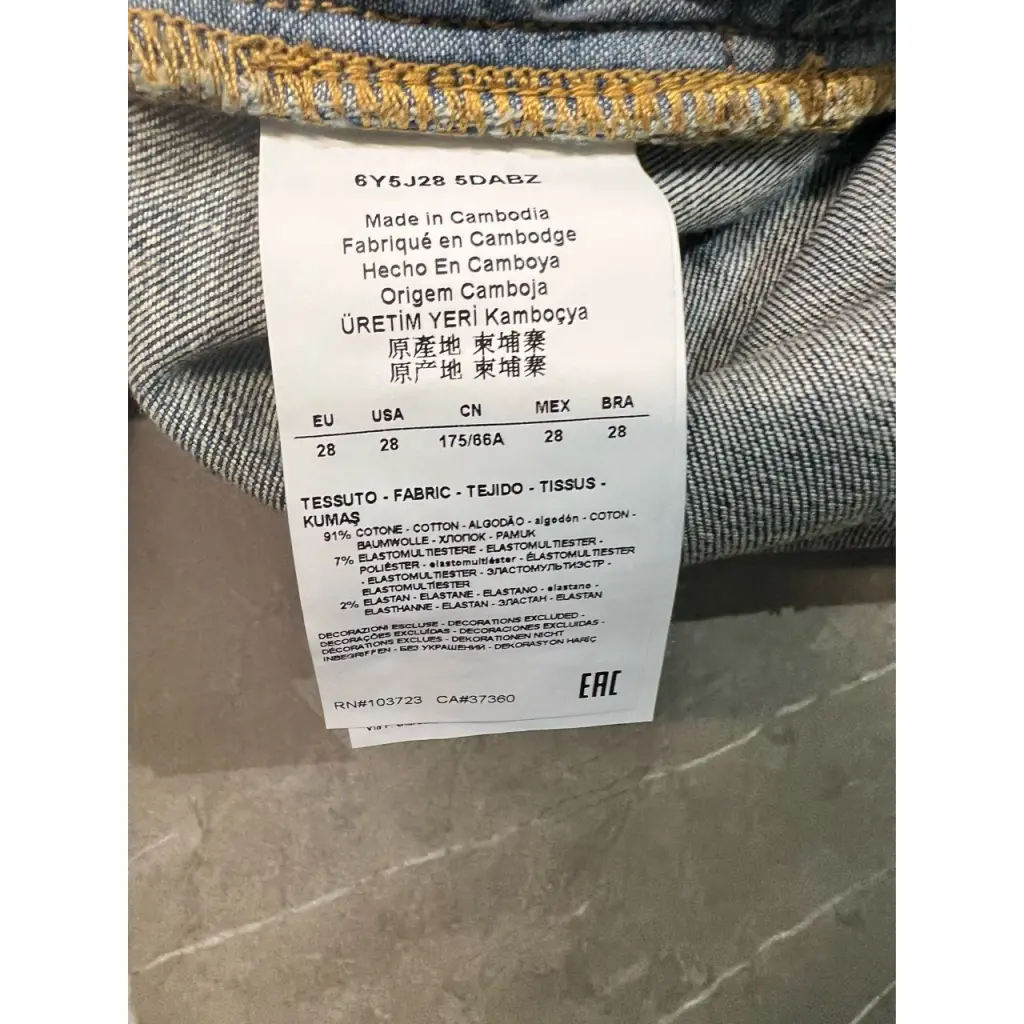 6Y5J28 5DABZ
Made in Cambodia
Fabriqué en Cambodge
Hecho En Camboya
Origem Camboja
ÜRETİM YERİ Kamboçya
原產地 柬埔寨
原产地 柬埔寨
EU USA CN MEX BRA
28 28 175/66A 28 28
TESSUTO - FABRIC - TEJIDO - TISSUS -
KUMAŞ
91% COTONE - COTTON - ALGODÃO - algodón - COTON -
BAUMWOLLE - ХЛОПОК - PAMUK
7% ELASTOMULTIESTERE - ELASTOMULTIESTER -
POLIÉSTER - elastomultiéster - ÉLASTOMULTIESTER
- ELASTOMULTIESTER - ЭЛАСТОМУЛЬТИЭСТР -
ELASTOMULTİESTER
2% ELASTAN - ELASTANE - ELASTANO - elastano -
ELASTHANNE - ELASTAN - ЭЛАСТАН - ELASTAN
DECORAZIONI ESCLUSE - DECORATIONS EXCLUDED -
DECORAÇÕES EXCLUÍDAS - DECORACIONES EXCLUIDAS -
DÉCORATIONS EXCLUES - DEKORATIONEN NICHT
INBEGRIFFEN - БЕЗ УКРАШЕНИЙ - DEKORASYON HARİÇ
RN#103723 CA#37360
EAC